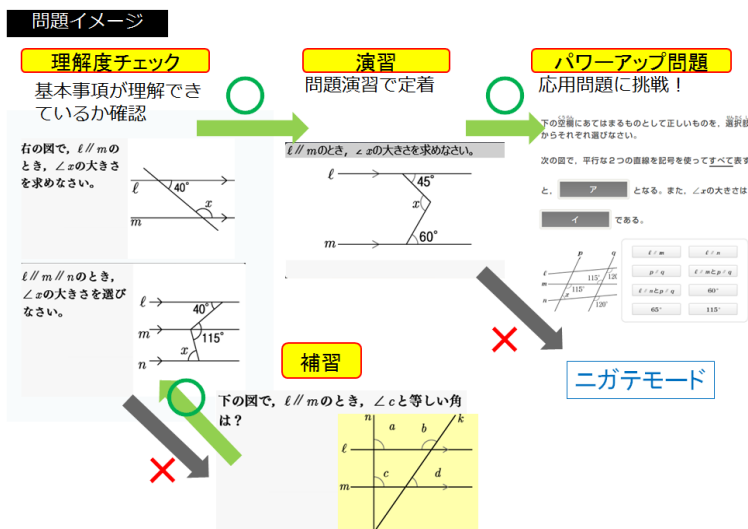 問題イメージ
理解度チェック
基本事項が理解でき
ているか確認
演習
問題演習で定着
パワーアップ問題
応用問題に挑戦！
右の図で，ℓ∥mの
とき，∠xの大きさ
を求めなさい。
ℓ
40°
x
m
ℓ∥m∥nのとき，
∠xの大きさを選び
なさい。
ℓ
40°
m
115°
x
n
ℓ∥mのとき，∠xの大きさを求めなさい。
ℓ
45°
x
m
60°
下の空欄にあてはまるものとして正しいものを，選択肢
からそれぞれ選びなさい。
次の図で，平行な２つの直線を記号を使ってすべて表す
と， ア となる。また，∠xの大きさは
イ である。
p q
ℓ
m
n
115°
120°
115°
x
120°
ℓ∥m ℓ∥n
p∥q ℓ∥mとp∥q
ℓ∥nとp∥q 60°
65° 115°
ニガテモード
補習
下の図で，ℓ∥mのとき，∠cと等しい角
は？
n k
a b
ℓ
c d
m